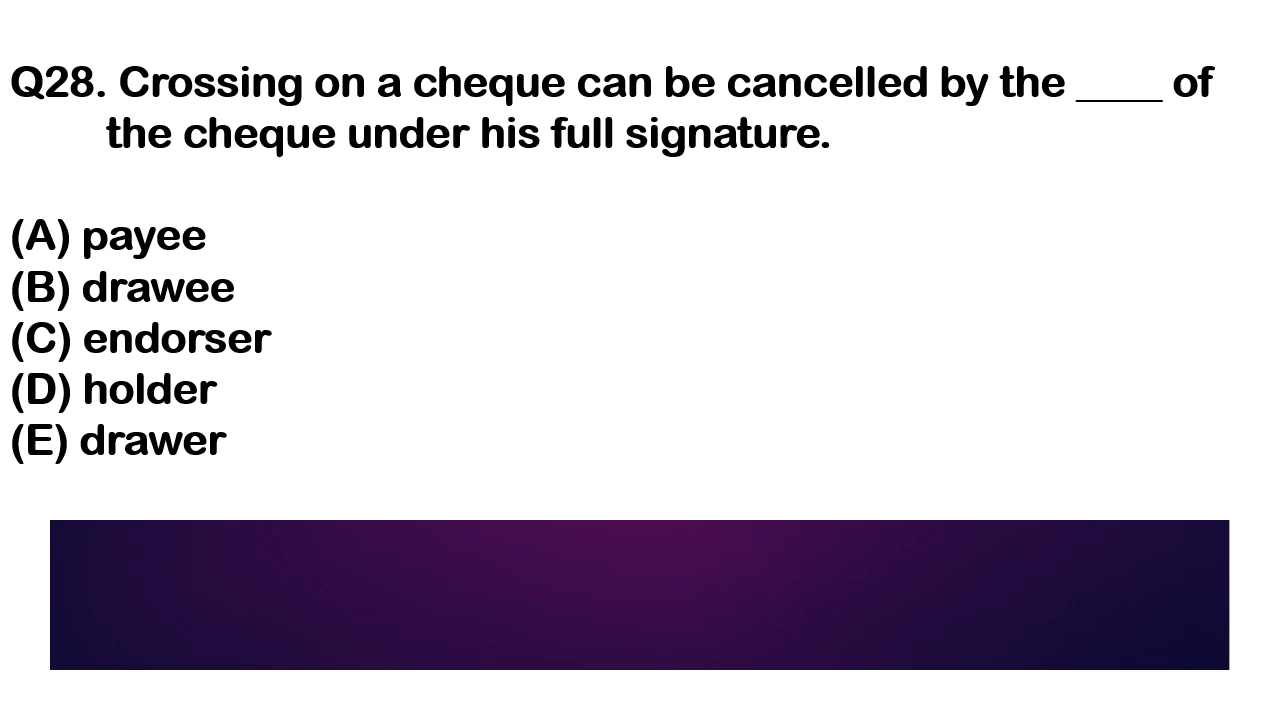 Q28. Crossing on a cheque can be cancelled by the ____ of
the cheque under his full signature.
(A) payee
(B) drawee
(C) endorser
(D) holder
(E) drawer